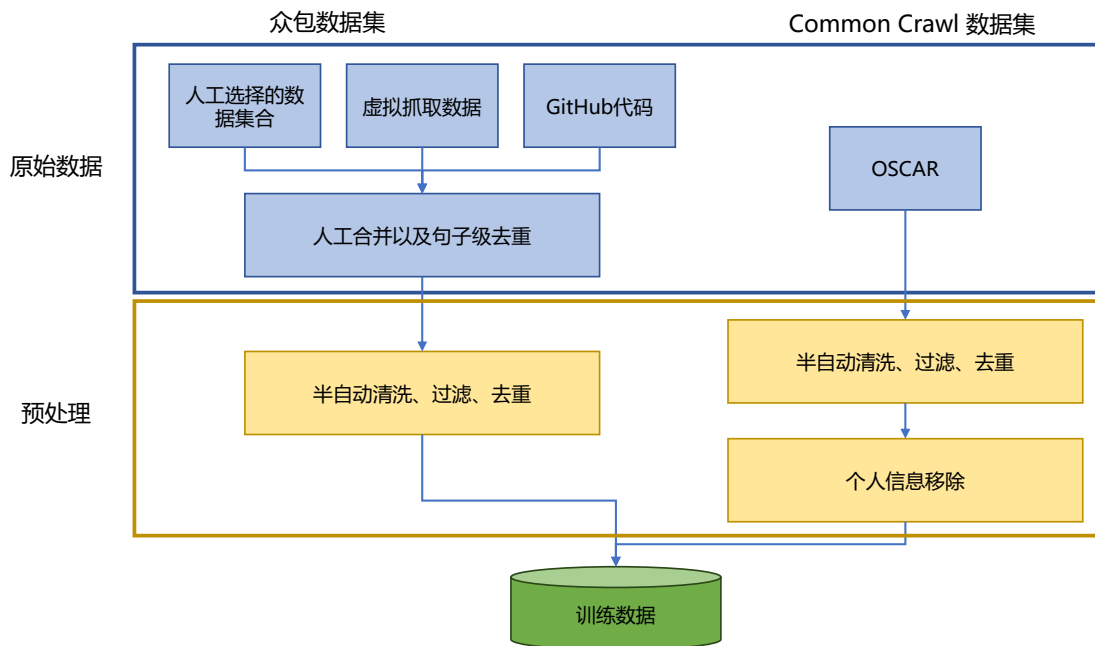 众包数据集
Common Crawl 数据集
人工选择的数
据集合
虚拟抓取数据
GitHub代码
原始数据
OSCAR
人工合并以及句子级去重
半自动清洗、过滤、去重
半自动清洗、过滤、去重
预处理
个人信息移除
训练数据